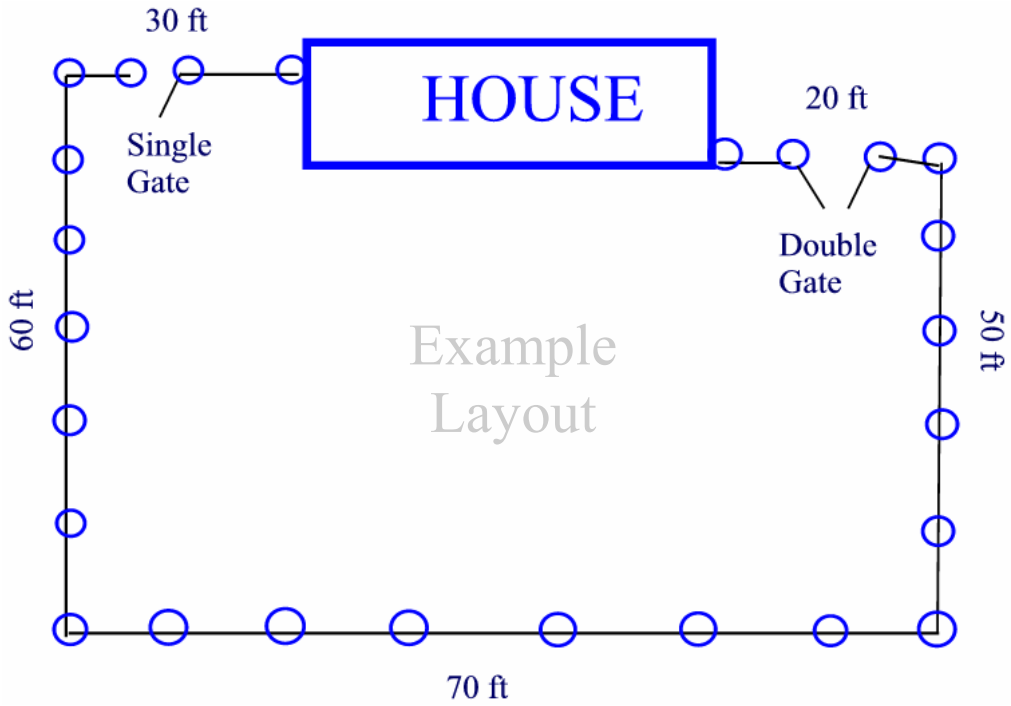 30 ft
HOUSE
20 ft
Single
Gate
Double
Gate
60 ft
50 ft
Example
Layout
70 ft